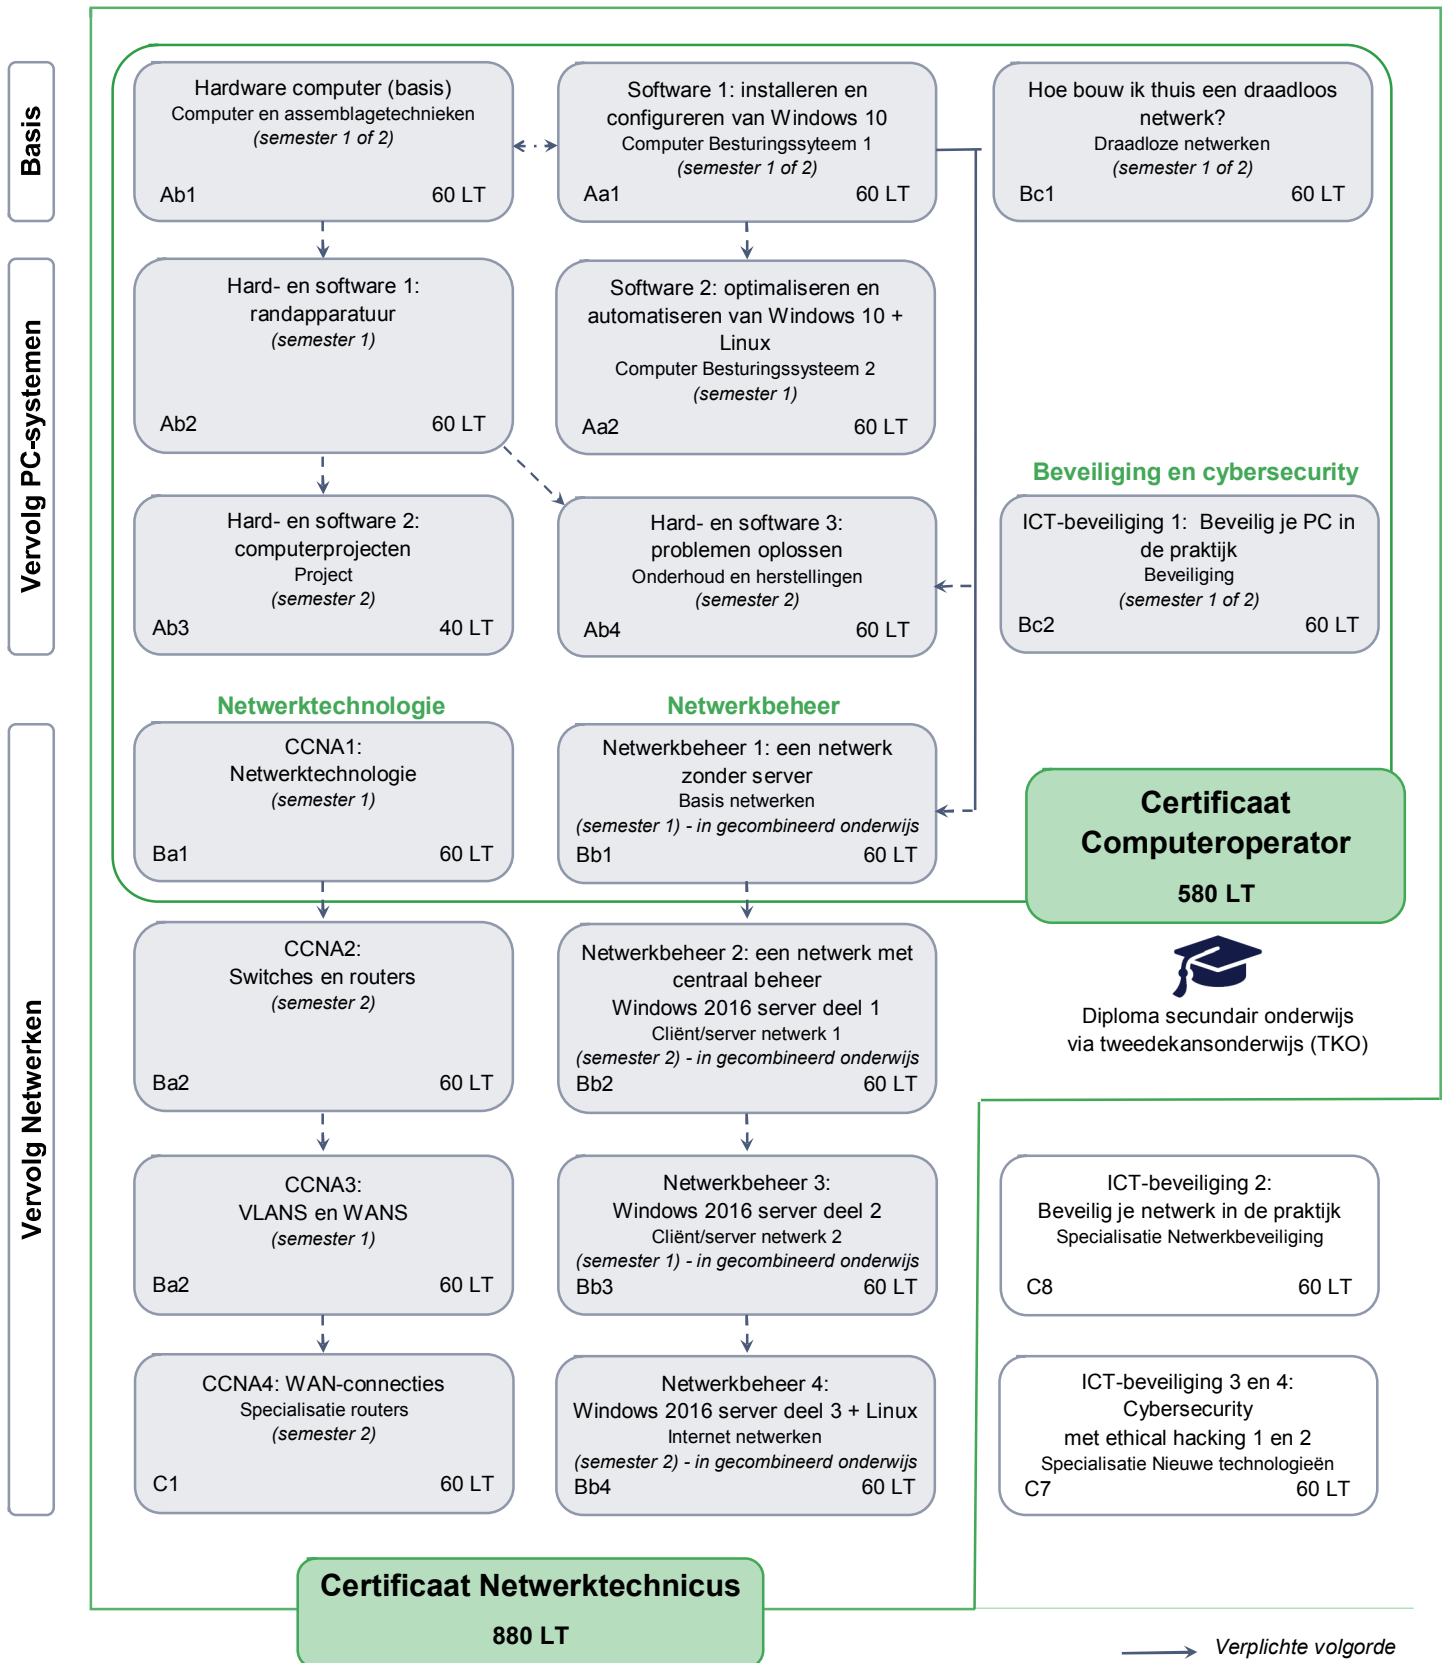 Basis
Hardware computer (basis)
Computer en assemblagetechnieken
(semester 1 of 2)
Ab1 60 LT
Software 1: installeren en
configureren van Windows 10
Computer Besturingssyteem 1
(semester 1 of 2)
Aa1 60 LT
Hoe bouw ik thuis een draadloos
netwerk?
Draadloze netwerken
(semester 1 of 2)
Bc1 60 LT
Vervolg PC-systemen
Hard- en software 1:
randapparatuur
(semester 1)
Ab2 60 LT
Software 2: optimaliseren en
automatiseren van Windows 10 +
Linux
Computer Besturingssysteem 2
(semester 1)
Aa2 60 LT
Hard- en software 2:
computerprojecten
Project
(semester 2)
Ab3 40 LT
Hard- en software 3:
problemen oplossen
Onderhoud en herstellingen
(semester 2)
Ab4 60 LT
Beveiliging en cybersecurity
ICT-beveiliging 1: Beveilig je PC in
de praktijk
Beveiliging
(semester 1 of 2)
Bc2 60 LT
Vervolg Netwerken
Netwerktechnologie
CCNA1:
Netwerktechnologie
(semester 1)
Ba1 60 LT
Netwerkbeheer
Netwerkbeheer 1: een netwerk
zonder server
Basis netwerken
(semester 1) - in gecombineerd onderwijs
Bb1 60 LT
Certificaat
Computeroperator
580 LT
CCNA2:
Switches en routers
(semester 2)
Ba2 60 LT
Netwerkbeheer 2: een netwerk met
centraal beheer
Windows 2016 server deel 1
Cliënt/server netwerk 1
(semester 2) - in gecombineerd onderwijs
Bb2 60 LT
Diploma secundair onderwijs
via tweedekansonderwijs (TKO)
CCNA3:
VLANS en WANS
(semester 1)
Ba2 60 LT
Netwerkbeheer 3:
Windows 2016 server deel 2
Cliënt/server netwerk 2
(semester 1) - in gecombineerd onderwijs
Bb3 60 LT
ICT-beveiliging 2:
Beveilig je netwerk in de praktijk
Specialisatie Netwerkbeveiliging
C8 60 LT
CCNA4: WAN-connecties
Specialisatie routers
(semester 2)
C1 60 LT
Netwerkbeheer 4:
Windows 2016 server deel 3 + Linux
Internet netwerken
(semester 2) - in gecombineerd onderwijs
Bb4 60 LT
ICT-beveiliging 3 en 4:
Cybersecurity
met ethical hacking 1 en 2
Specialisatie Nieuwe technologieën
C7 60 LT
Certificaat Netwerktechnicus
880 LT
Verplichte volgorde